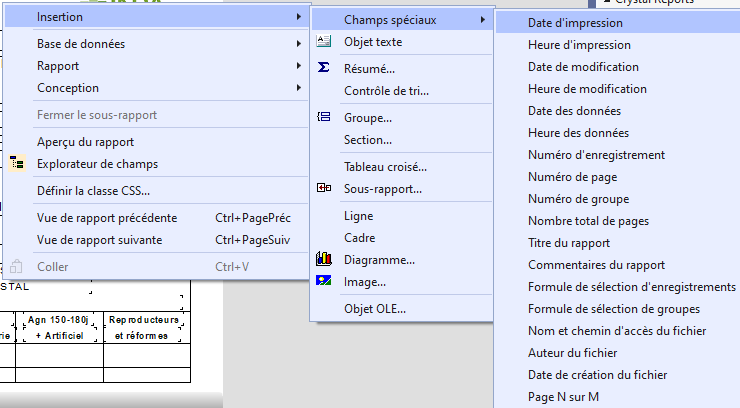 Insertion
Base de données
Rapport
Conception
Fermer le sous-rapport
Aperçu du rapport
Explorateur de champs
Définir la classe CSS...
Vue de rapport précédente Ctrl+PagePréc
Vue de rapport suivante Ctrl+PageSuiv
Coller Ctrl+V
Champs spéciaux
Objet texte
Résumé...
Contrôle de tri...
Groupe...
Section...
Tableau croisé...
Sous-rapport...
Ligne
Cadre
Diagramme...
Image...
Objet OLE...
Crystal Reports
Date d'impression
Heure d'impression
Date de modification
Heure de modification
Date des données
Heure des données
Numéro d'enregistrement
Numéro de page
Numéro de groupe
Nombre total de pages
Titre du rapport
Commentaires du rapport
Formule de sélection d'enregistrements
Formule de sélection de groupes
Nom et chemin d'accès du fichier
Auteur du fichier
Date de création du fichier
Page N sur M
STAL
Agn 150-180j Reproducteurs
rie + Artificiel et réformes